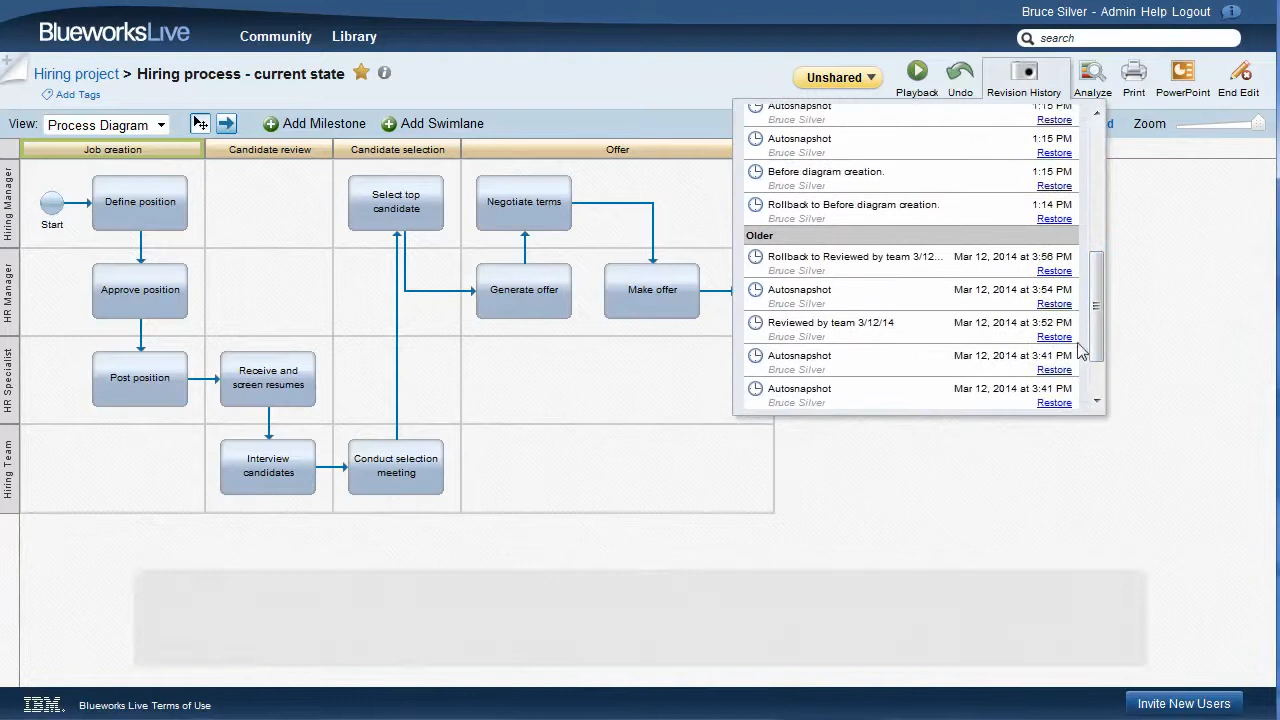 Bruce Silver - Admin Help Logout
BlueworksLive
Community
Library
search
Hiring project > Hiring process - current state
Add Tags
Unshared
Playback
Undo
Revision History
Analyze
Print
PowerPoint
End Edit
View: Process Diagram
Add Milestone
Add Swimlane
Zoom
Job creation
Candidate review
Candidate selection
Offer
Hiring Manager
Start
Define position
Select top
candidate
Negotiate terms
HR Manager
Approve position
Generate offer
Make offer
HR Specialist
Post position
Receive and
screen resumes
Hiring Team
Interview
candidates
Conduct selection
meeting
Autosnapshot 1:15 PM
Bruce Silver Restore
Autosnapshot 1:15 PM
Bruce Silver Restore
Before diagram creation. 1:15 PM
Bruce Silver Restore
Rollback to Before diagram creation. 1:14 PM
Bruce Silver Restore
Older
Rollback to Reviewed by team 3/12... Mar 12, 2014 at 3:56 PM
Bruce Silver Restore
Autosnapshot Mar 12, 2014 at 3:54 PM
Bruce Silver Restore
Reviewed by team 3/12/14 Mar 12, 2014 at 3:52 PM
Bruce Silver Restore
Autosnapshot Mar 12, 2014 at 3:41 PM
Bruce Silver Restore
Autosnapshot Mar 12, 2014 at 3:41 PM
Bruce Silver Restore
IBM. Blueworks Live Terms of Use
Invite New Users